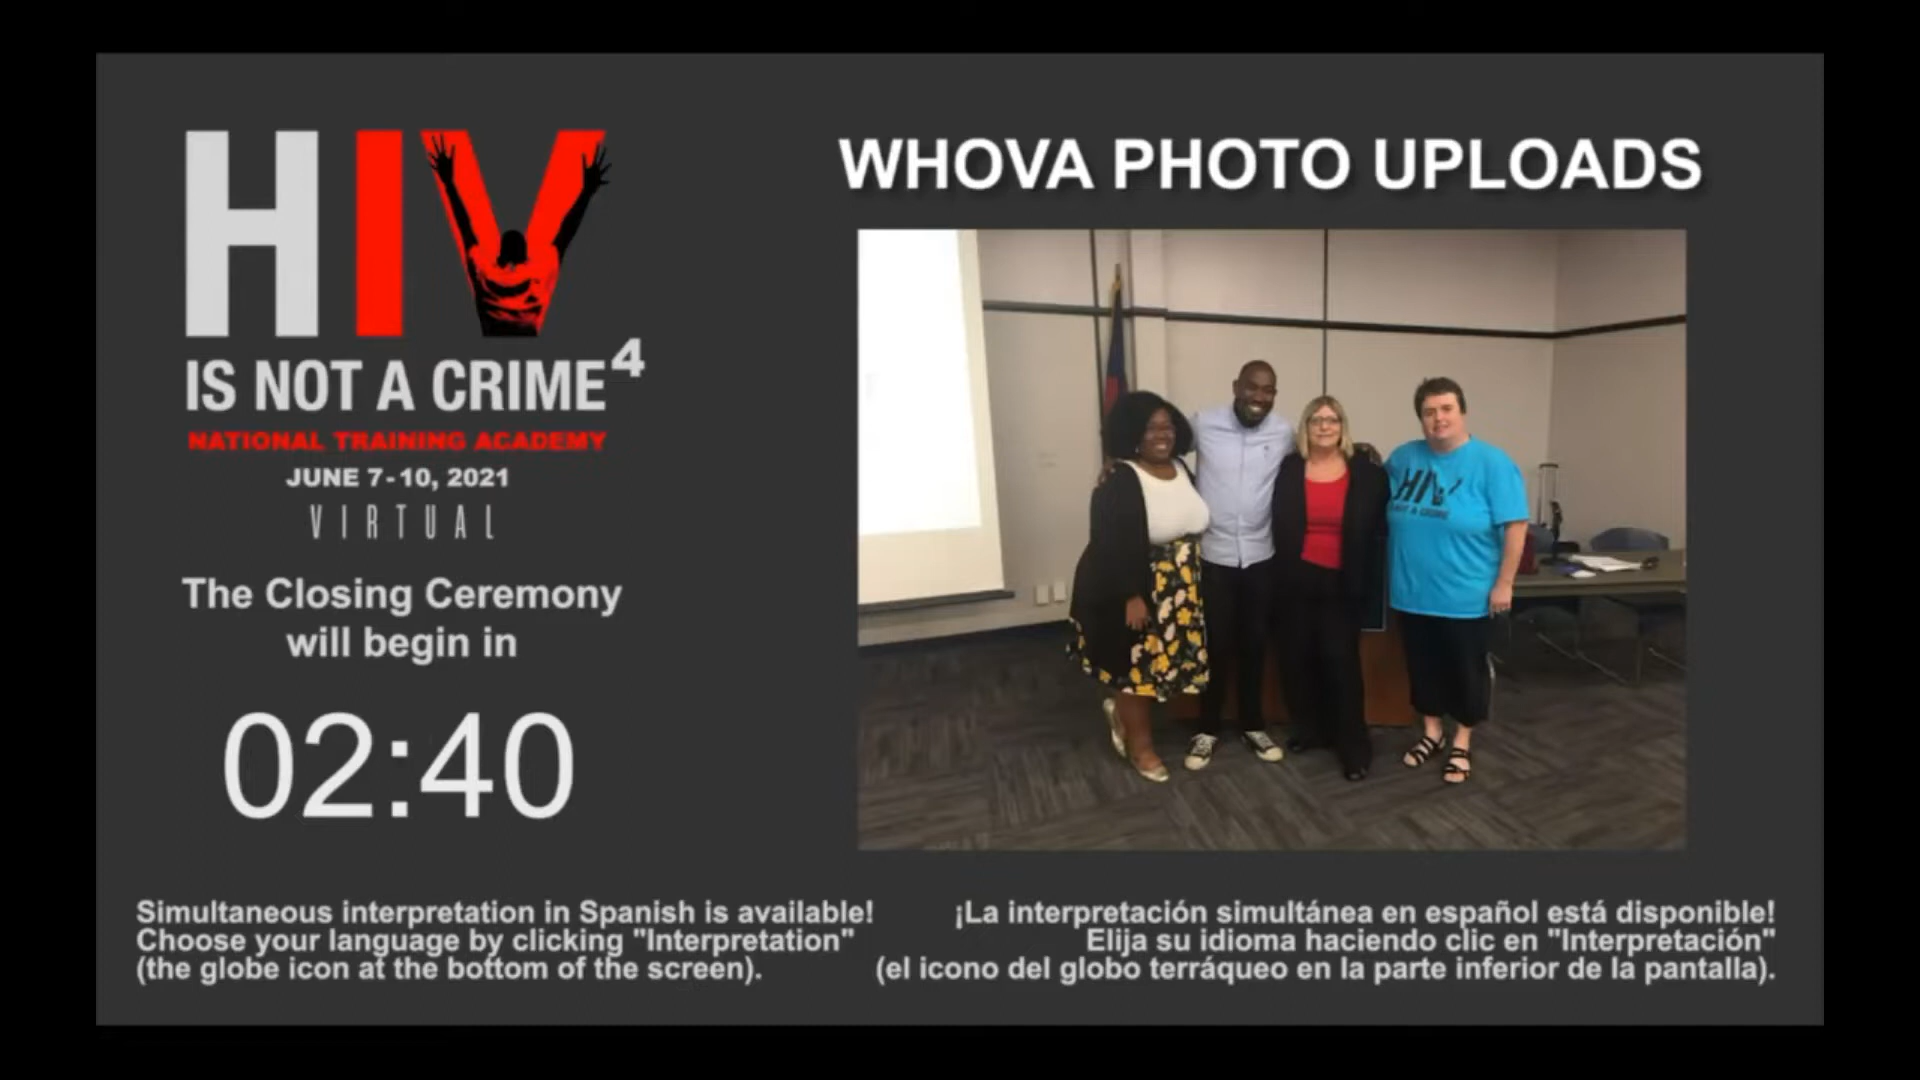 HIV
IS NOT A CRIME⁴
NATIONAL TRAINING ACADEMY
JUNE 7-10, 2021
VIRTUAL
The Closing Ceremony
will begin in
02:40
WHOVA PHOTO UPLOADS
HIV
NOT A CRIME
Simultaneous interpretation in Spanish is available!
Choose your language by clicking "Interpretation"
(the globe icon at the bottom of the screen).
¡La interpretación simultánea en español está disponible!
Elija su idioma haciendo clic en "Interpretación"
(el icono del globo terráqueo en la parte inferior de la pantalla).